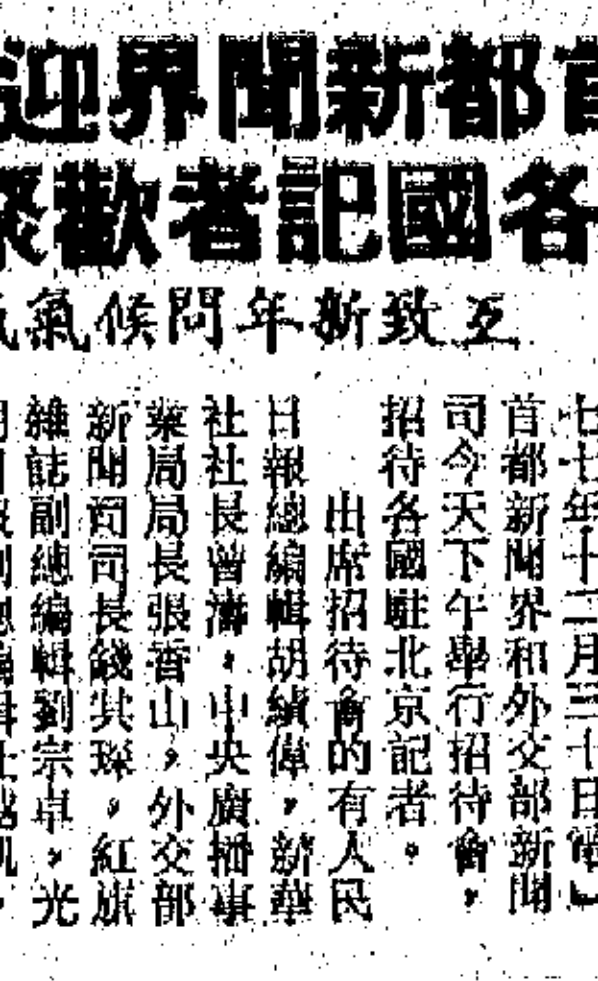 都新聞界迎
各國記者歡
互致新年問候氣
七七年十二月三十日電】
首都新聞界和外交部新聞
司今天下午舉行招待會，
招待各國駐北京記者。
出席招待會的有人民
日報總編輯胡績偉，新華
社社長曾濤，中央廣播事
業局局長張香山，外交部
新聞司司長錢其琛，紅旗
雜誌副總編輯劉宗卓，光